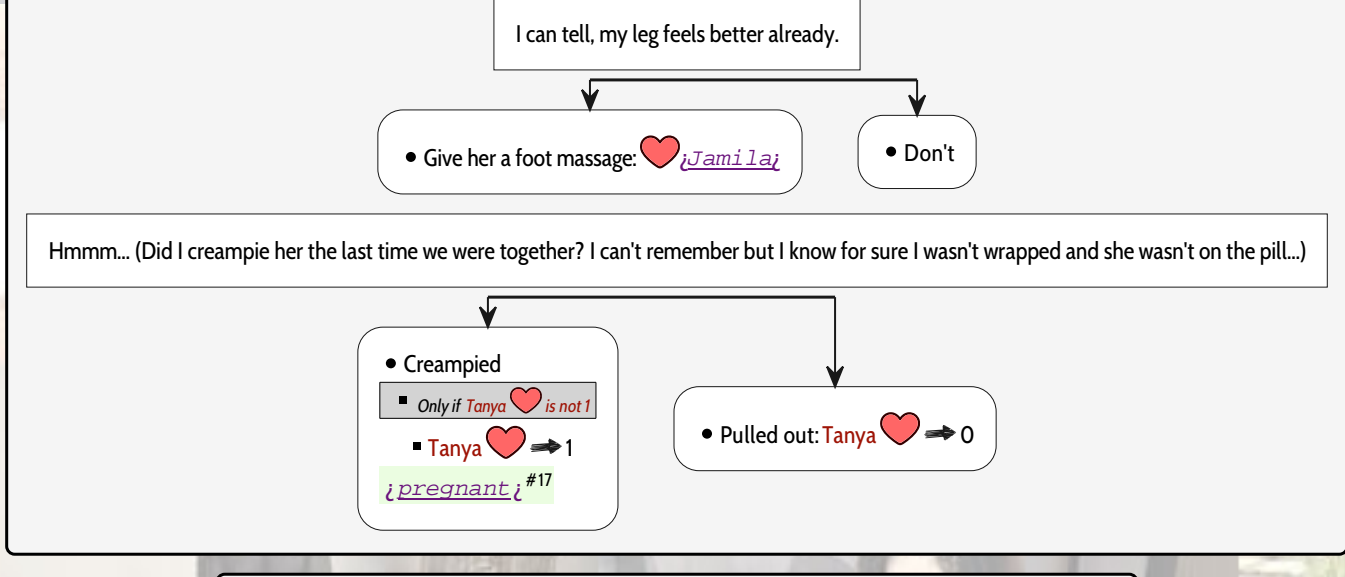 I can tell, my leg feels better already.
• Give her a foot massage: ¿Jamila¿
• Don't
Hmmm... (Did I creampie her the last time we were together? I can't remember but I know for sure I wasn't wrapped and she wasn't on the pill...)
• Creampied
▪ Only if Tanya is not 1
▪ Tanya ➡ 1
¿pregnant¿ #17
• Pulled out: Tanya ➡ 0